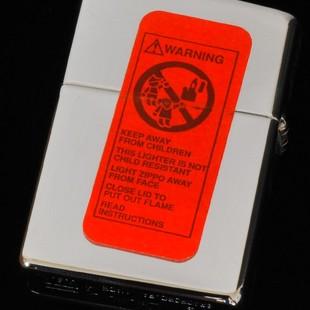 WARNING
KEEP AWAY
FROM CHILDREN
THIS LIGHTER IS NOT
CHILD RESISTANT
LIGHT ZIPPO AWAY
FROM FACE
CLOSE LID TO
PUT OUT FLAME
READ
INSTRUCTIONS